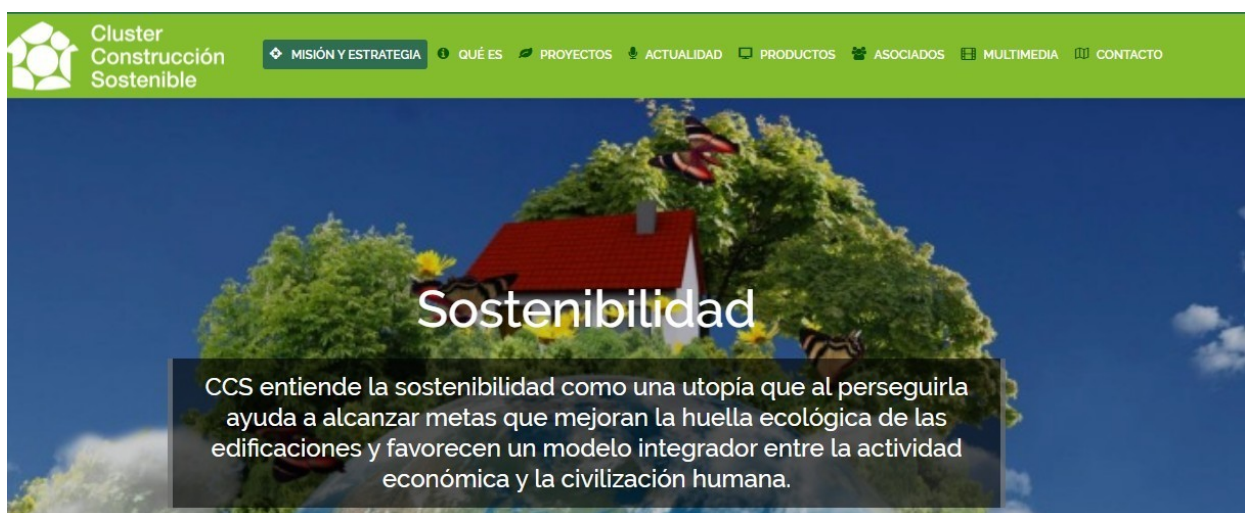 Cluster
Construcción
Sostenible
MISIÓN Y ESTRATEGIA QUÉ ES PROYECTOS ACTUALIDAD PRODUCTOS ASOCIADOS MULTIMEDIA CONTACTO
Sostenibilidad
CCS entiende la sostenibilidad como una utopía que al perseguirla
ayuda a alcanzar metas que mejoran la huella ecológica de las
edificaciones y favorecen un modelo integrador entre la actividad
económica y la civilización humana.